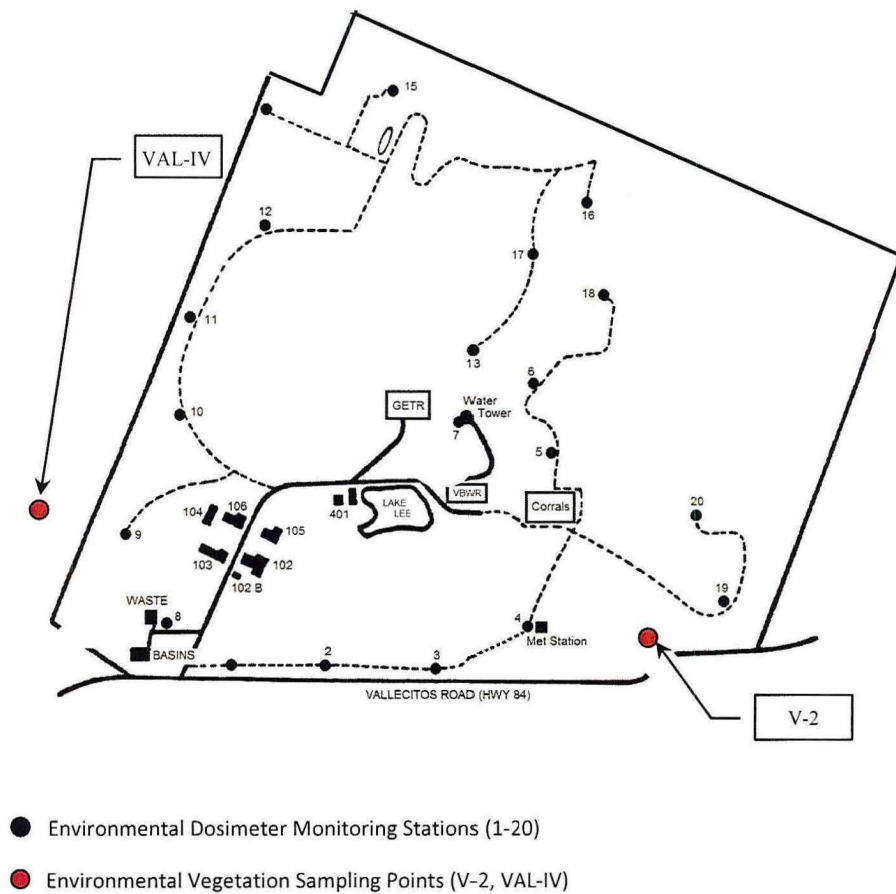 15
VAL-IV
12
16
17
18
11
13
6
GETR
Water
Tower
10
7
5
VBWR
Corrals
20
LAKE
LEE
401
104
106
105
9
103
102
102 B
19
WASTE
8
4
Met Station
BASINS
2
3
VALLECITOS ROAD (HWY 84)
V-2
Environmental Dosimeter Monitoring Stations (1-20)
Environmental Vegetation Sampling Points (V-2, VAL-IV)